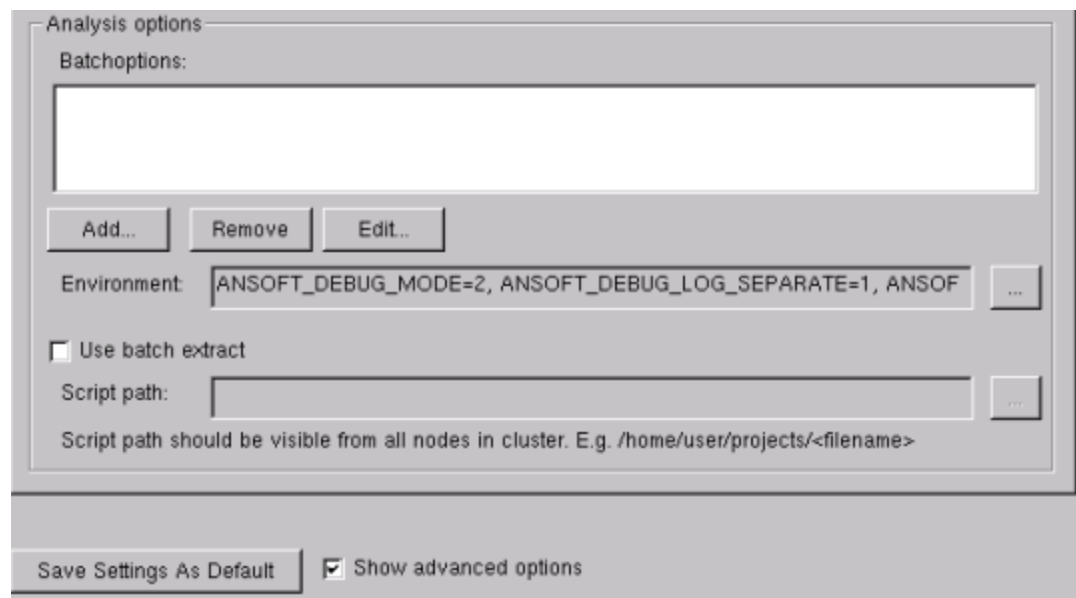 Analysis options
Batchoptions:
Add... Remove Edit...
Environment: ANSOFT_DEBUG_MODE=2, ANSOFT_DEBUG_LOG_SEPARATE=1, ANSOF ...
Use batch extract
Script path: ...
Script path should be visible from all nodes in cluster. E.g. /home/user/projects/<filename>
Save Settings As Default Show advanced options